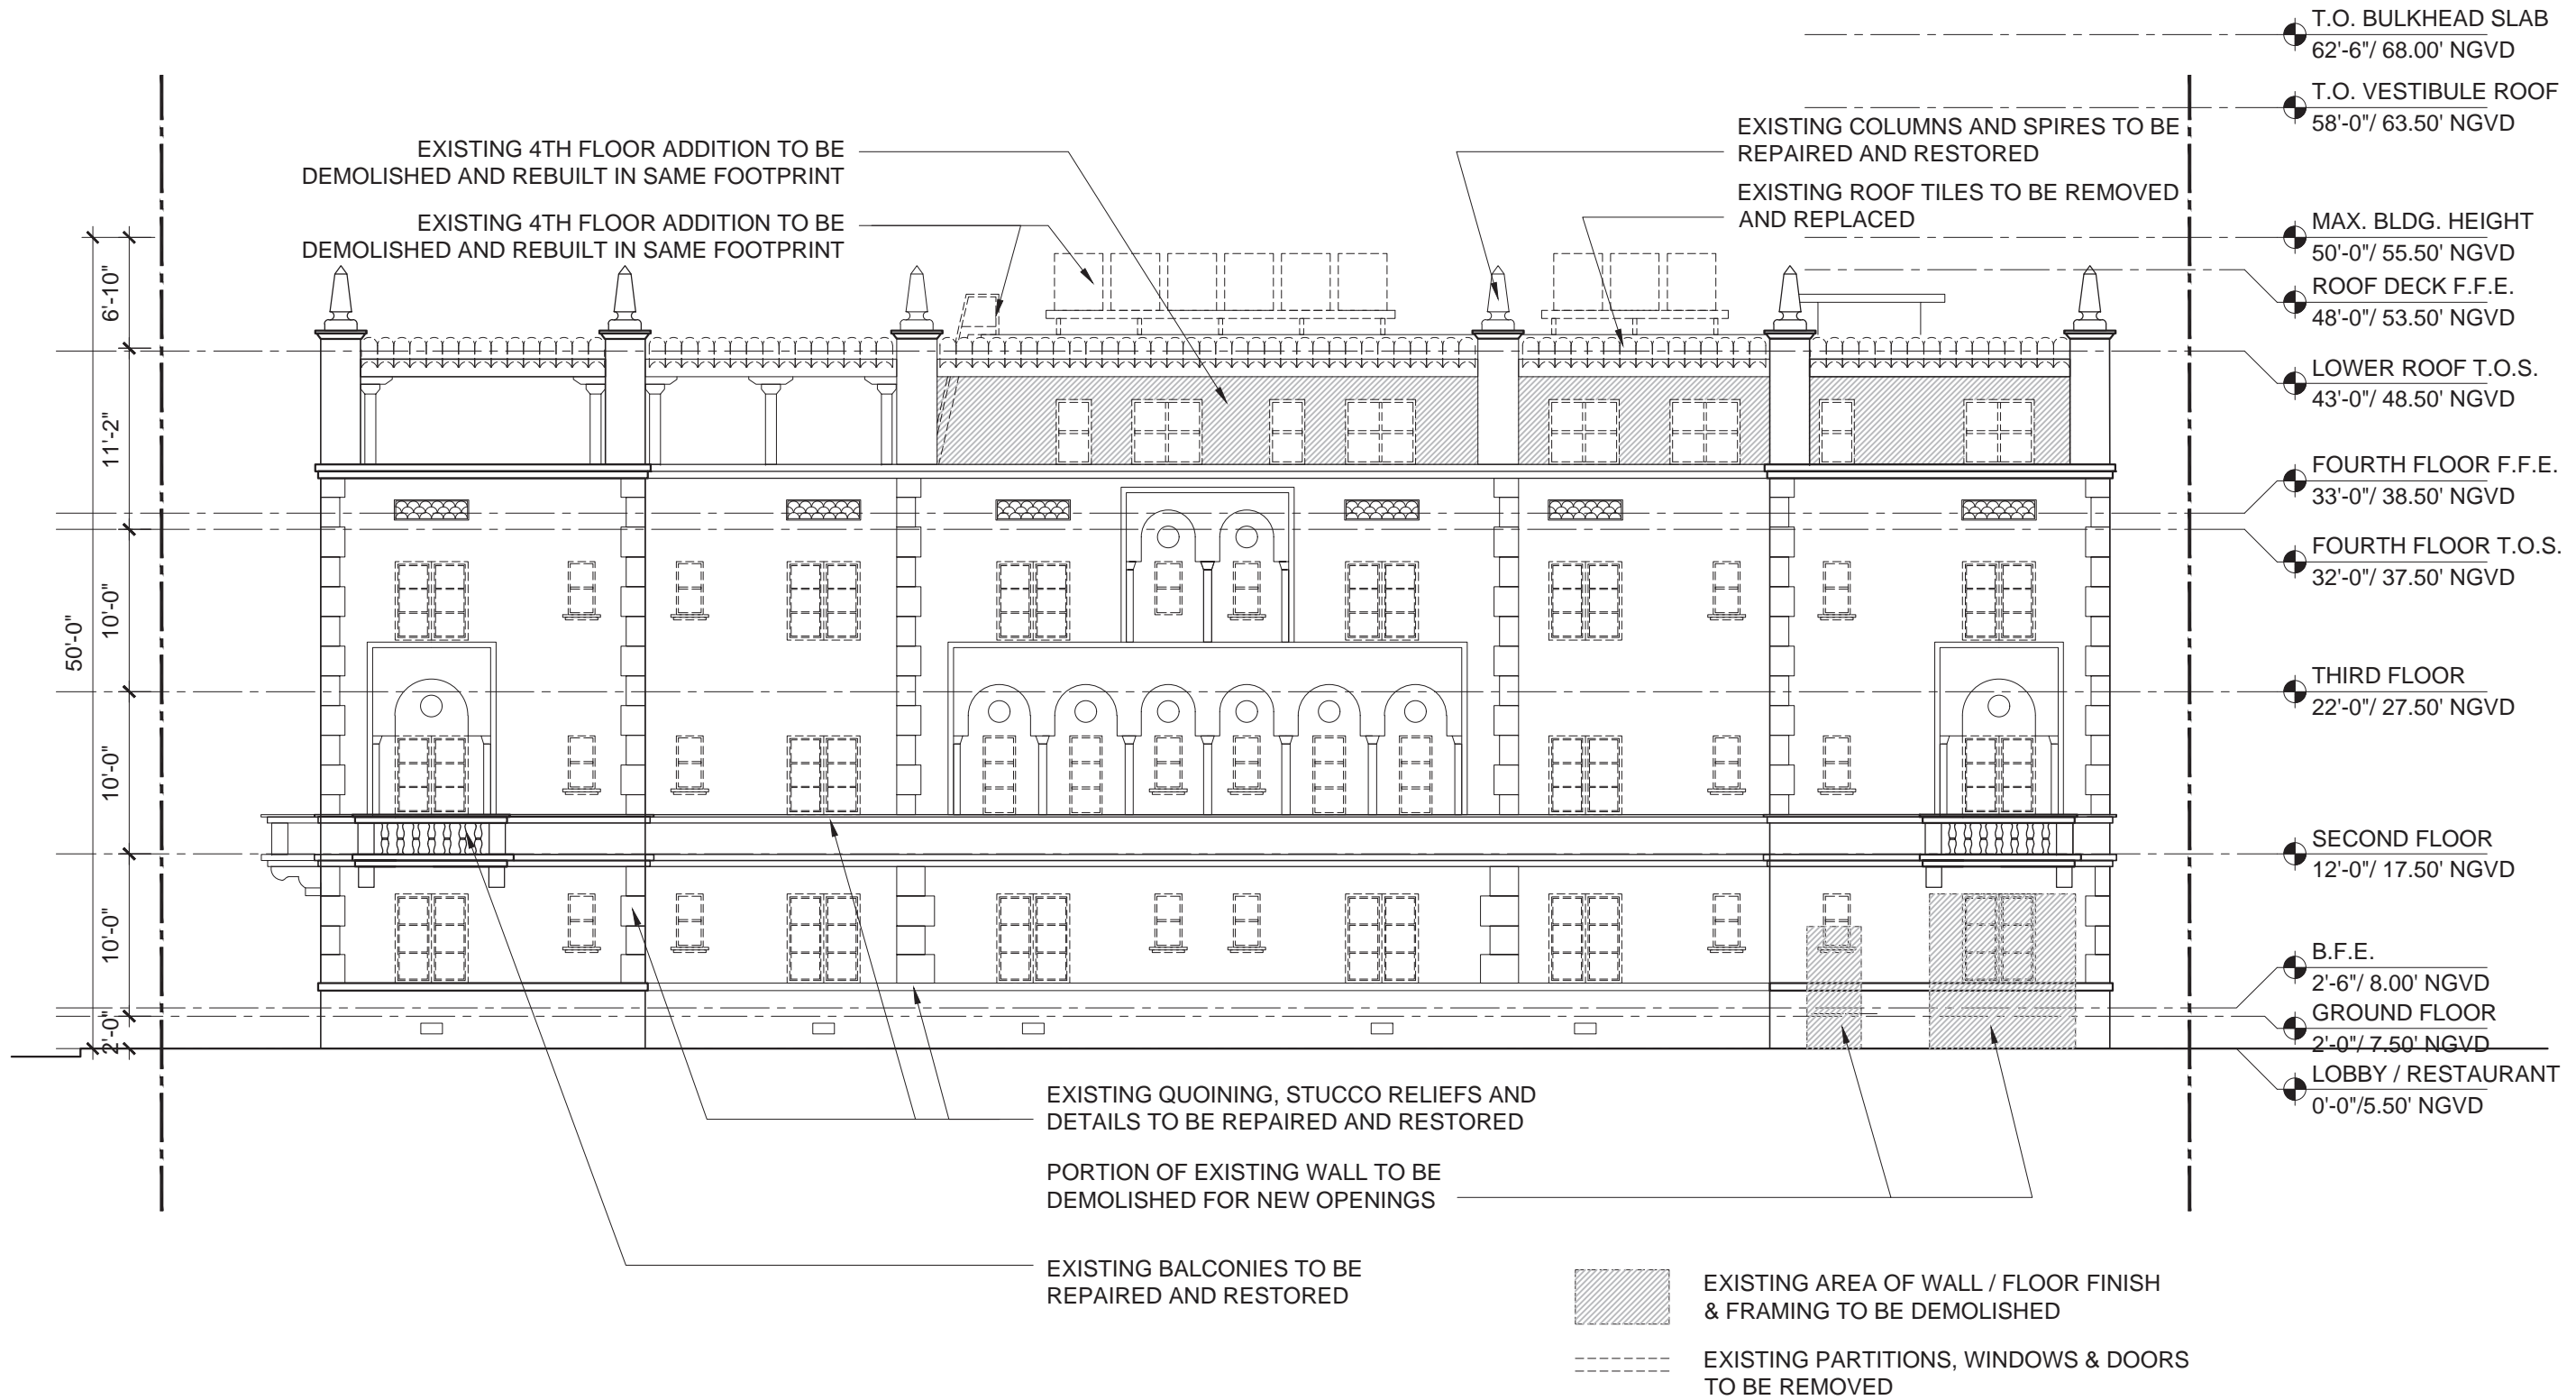 T.O. BULKHEAD SLAB
62'-6"/ 68.00' NGVD
T.O. VESTIBULE ROOF
58'-0"/ 63.50' NGVD
EXISTING COLUMNS AND SPIRES TO BE
REPAIRED AND RESTORED
EXISTING 4TH FLOOR ADDITION TO BE
DEMOLISHED AND REBUILT IN SAME FOOTPRINT
EXISTING ROOF TILES TO BE REMOVED
AND REPLACED
EXISTING 4TH FLOOR ADDITION TO BE
DEMOLISHED AND REBUILT IN SAME FOOTPRINT
MAX. BLDG. HEIGHT
50'-0"/ 55.50' NGVD
ROOF DECK F.F.E.
48'-0"/ 53.50' NGVD
LOWER ROOF T.O.S.
43'-0"/ 48.50' NGVD
FOURTH FLOOR F.F.E.
33'-0"/ 38.50' NGVD
FOURTH FLOOR T.O.S.
32'-0"/ 37.50' NGVD
THIRD FLOOR
22'-0"/ 27.50' NGVD
SECOND FLOOR
12'-0"/ 17.50' NGVD
B.F.E.
2'-6"/ 8.00' NGVD
GROUND FLOOR
2'-0"/ 7.50' NGVD
LOBBY / RESTAURANT
0'-0"/5.50' NGVD
6'-10"
11'-2"
10'-0"
50'-0"
10'-0"
10'-0"
2'-0"
EXISTING QUOINING, STUCCO RELIEFS AND
DETAILS TO BE REPAIRED AND RESTORED
PORTION OF EXISTING WALL TO BE
DEMOLISHED FOR NEW OPENINGS
EXISTING BALCONIES TO BE
REPAIRED AND RESTORED
EXISTING AREA OF WALL / FLOOR FINISH
& FRAMING TO BE DEMOLISHED
EXISTING PARTITIONS, WINDOWS & DOORS
TO BE REMOVED